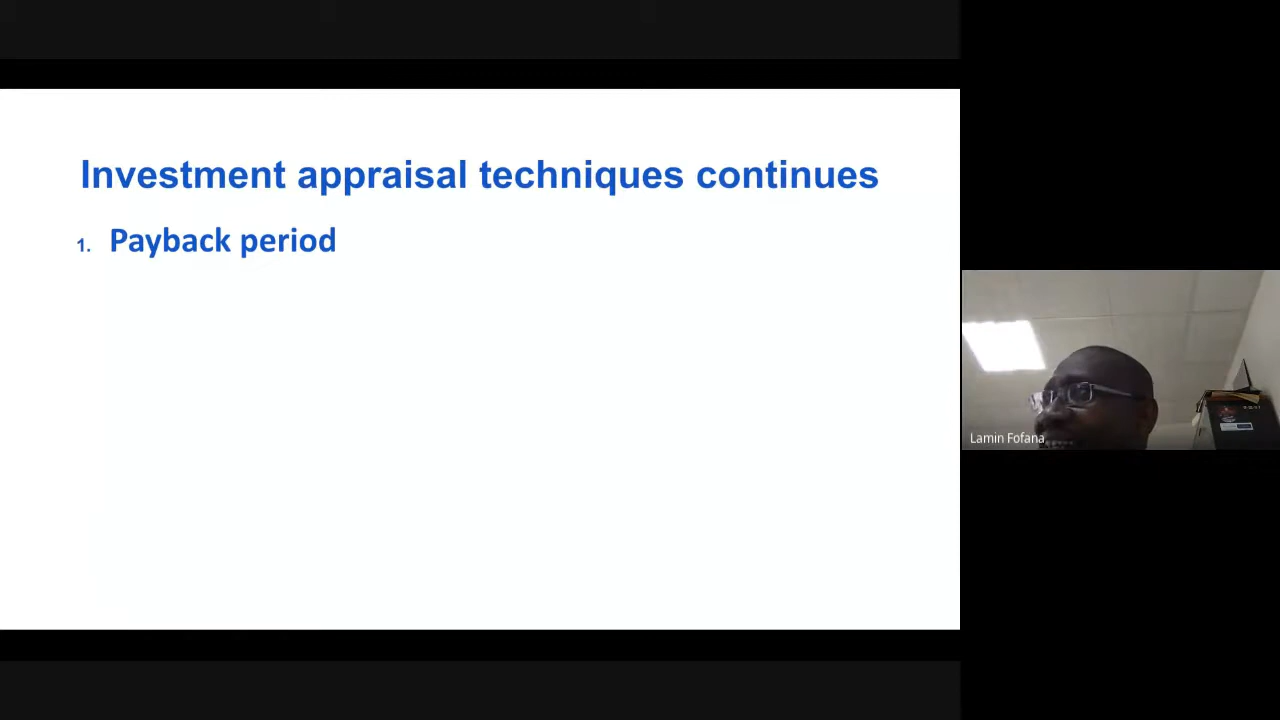 Investment appraisal techniques continues
1. Payback period
Lamin Fofana